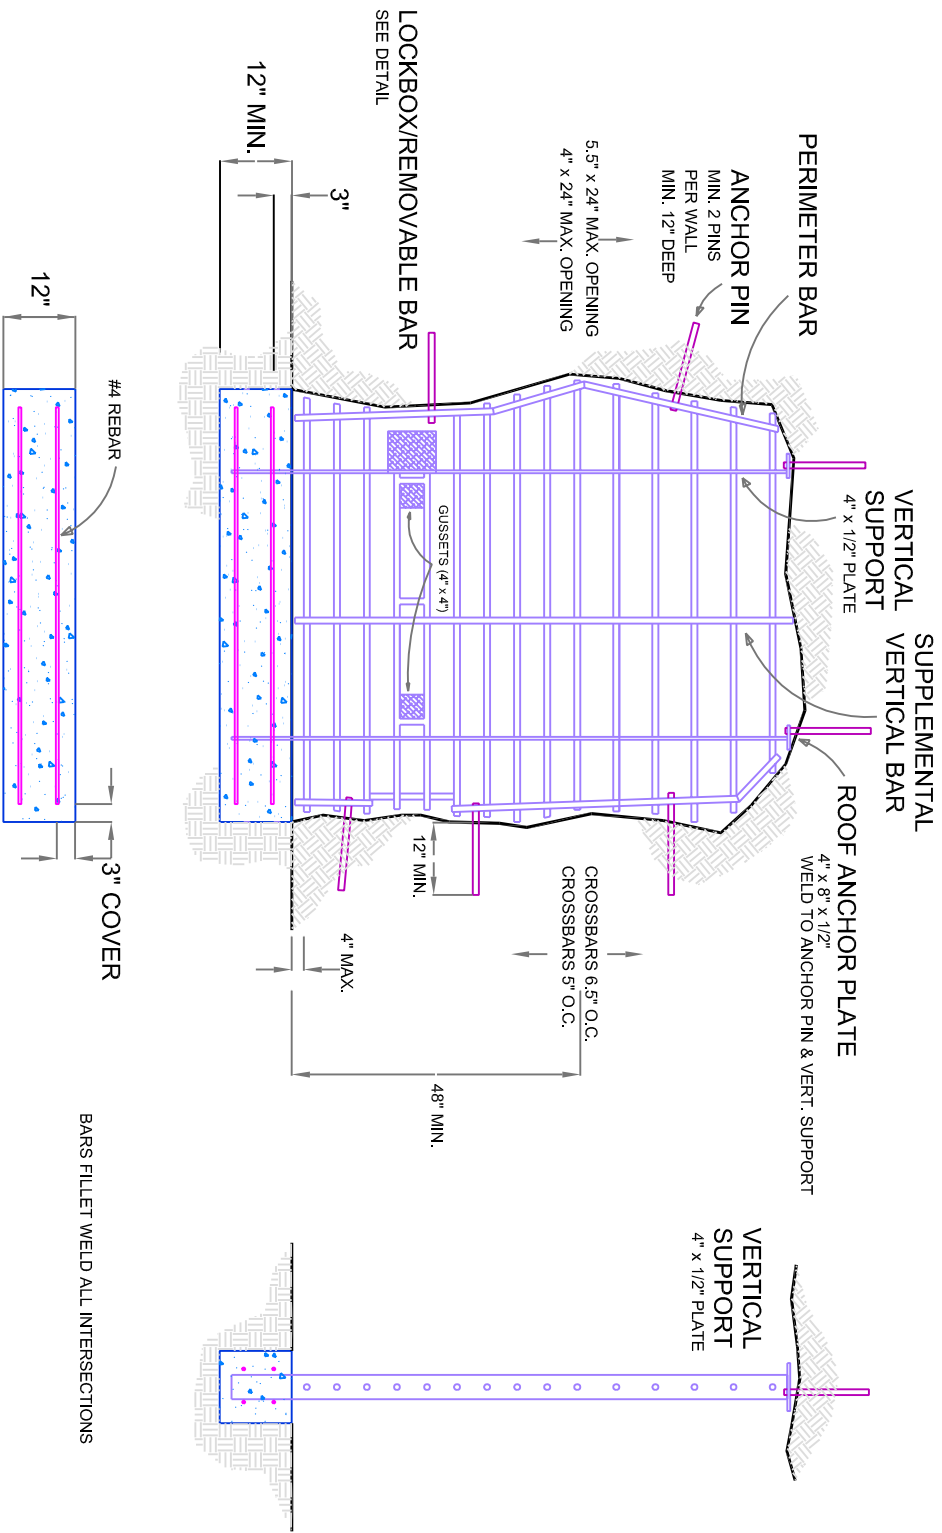 LOCKBOX/REMOVABLE BAR
SEE DETAIL
PERIMETER BAR
ANCHOR PIN
MIN. 2 PINS
PER WALL
MIN. 12" DEEP
5.5" x 24" MAX. OPENING
4" x 24" MAX. OPENING
12" MIN.
3"
12"
#4 REBAR
VERTICAL
SUPPORT
4" x 1/2" PLATE
SUPPLEMENTAL
VERTICAL BAR
GUSSETS (4" x 4")
ROOF ANCHOR PLATE
4" x 8" x 1/2"
WELD TO ANCHOR PIN & VERT. SUPPORT
12" MIN.
CROSSBARS 6.5" O.C.
CROSSBARS 5" O.C.
4" MAX.
3" COVER
48" MIN.
BARS FILLET WELD ALL INTERSECTIONS
VERTICAL
SUPPORT
4" x 1/2" PLATE